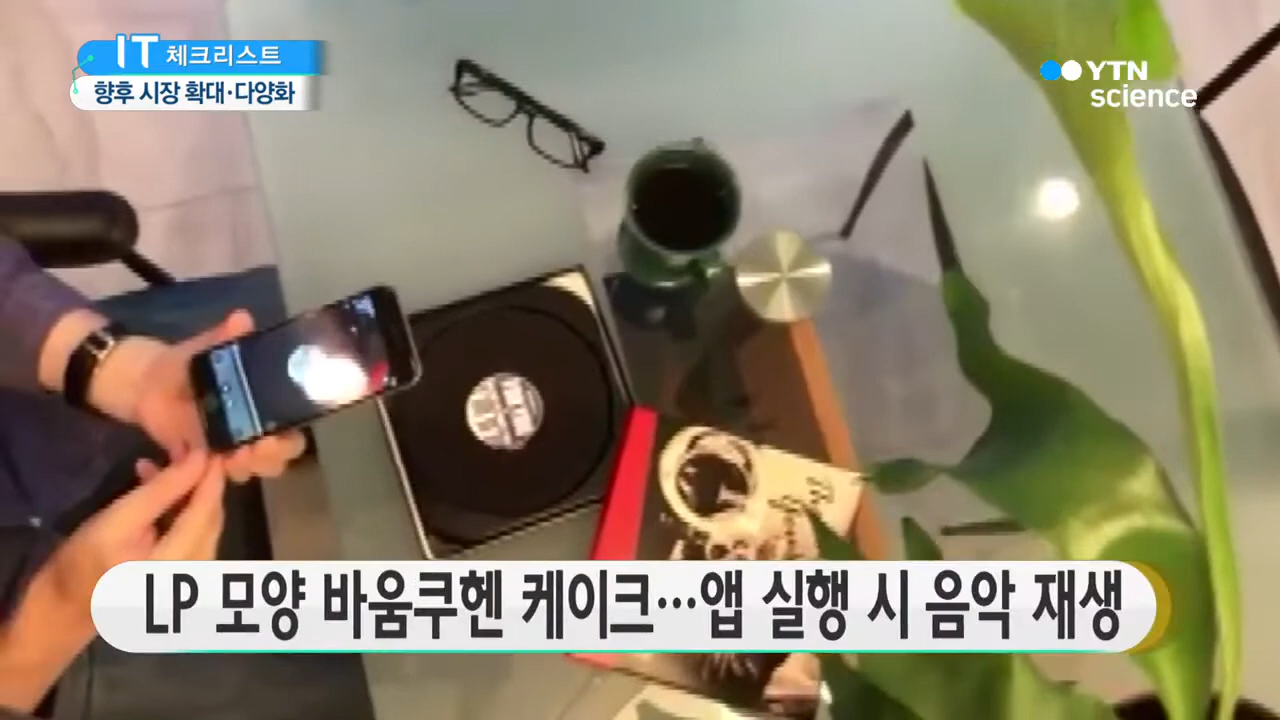 IT 체크리스트
향후 시장 확대·다양화
YTN
science
LP 모양 바움쿠헨 케이크…앱 실행 시 음악 재생